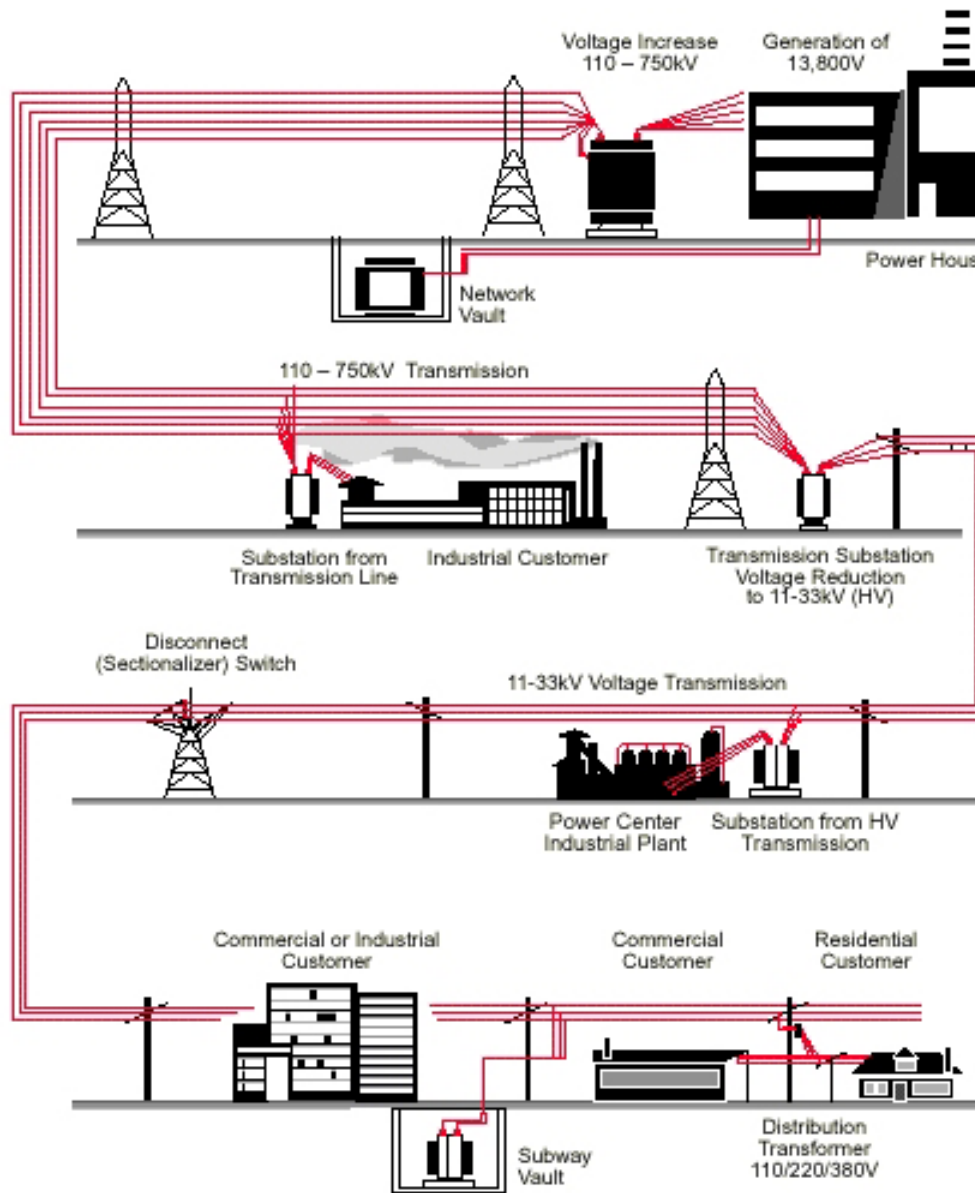 Voltage Increase
110 – 750kV
Generation of
13,800V
Power Hous
Network
Vault
110 – 750kV Transmission
Substation from
Transmission Line
Industrial Customer
Transmission Substation
Voltage Reduction
to 11-33kV (HV)
Disconnect
(Sectionalizer) Switch
11-33kV Voltage Transmission
Power Center
Industrial Plant
Substation from HV
Transmission
Commercial or Industrial
Customer
Commercial
Customer
Residential
Customer
Subway
Vault
Distribution
Transformer
110/220/380V